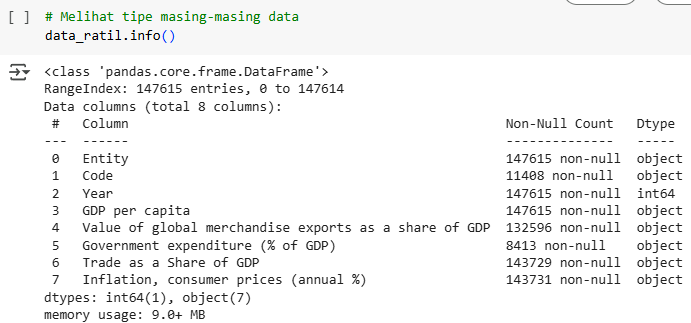 [ ] # Melihat tipe masing-masing data
data_ratil.info()
<class 'pandas.core.frame.DataFrame'>
RangeIndex: 147615 entries, 0 to 147614
Data columns (total 8 columns):
 #   Column                                                Non-Null Count   Dtype
---  ------                                                --------------   -----
 0   Entity                                                147615 non-null  object
 1   Code                                                  11408 non-null   object
 2   Year                                                  147615 non-null  int64
 3   GDP per capita                                        147615 non-null  object
 4   Value of global merchandise exports as a share of GDP  132596 non-null  object
 5   Government expenditure (% of GDP)                     8413 non-null    object
 6   Trade as a Share of GDP                               143729 non-null  object
 7   Inflation, consumer prices (annual %)                 143731 non-null  object
dtypes: int64(1), object(7)
memory usage: 9.0+ MB